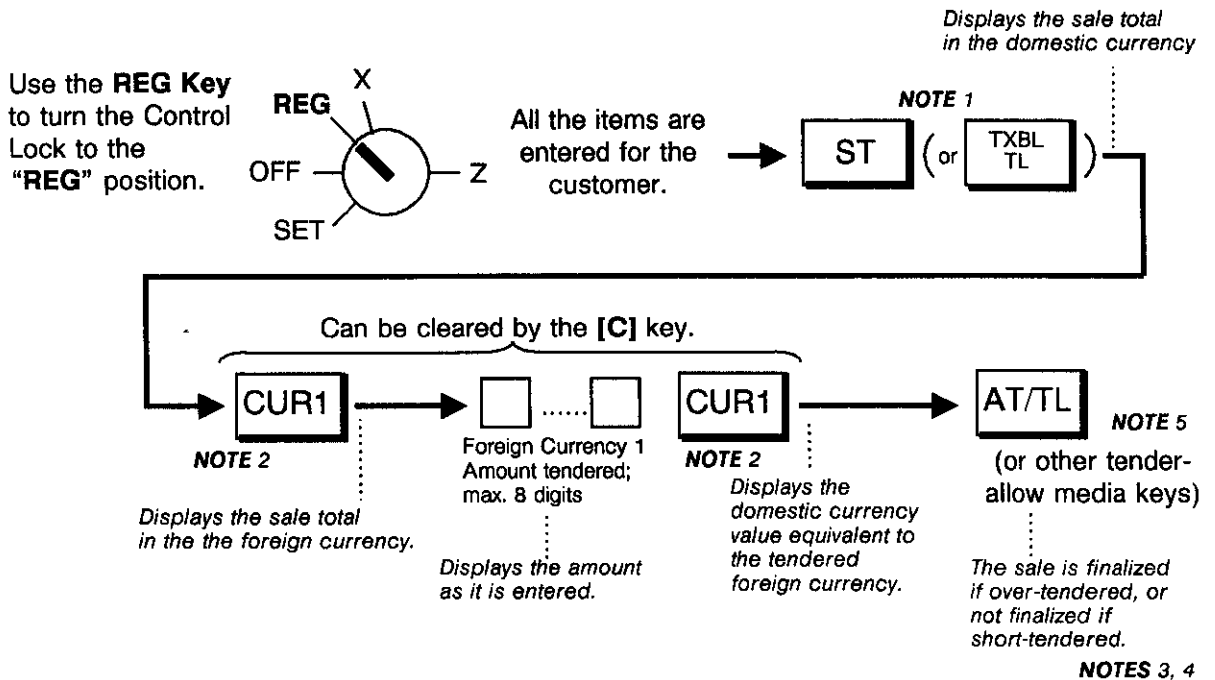 Displays the sale total
in the domestic currency
Use the REG Key
to turn the Control
Lock to the
“REG” position.
X
REG
OFF
Z
SET
All the items are
entered for the
customer.
NOTE 1
ST
(or
TXBL
TL
)
Can be cleared by the [C] key.
CUR1
NOTE 2
Displays the sale total
in the the foreign currency.
......
Foreign Currency 1
Amount tendered;
max. 8 digits
Displays the amount
as it is entered.
CUR1
NOTE 2
Displays the
domestic currency
value equivalent to
the tendered
foreign currency.
AT/TL
NOTE 5
(or other tender-
allow media keys)
The sale is finalized
if over-tendered, or
not finalized if
short-tendered.
NOTES 3, 4